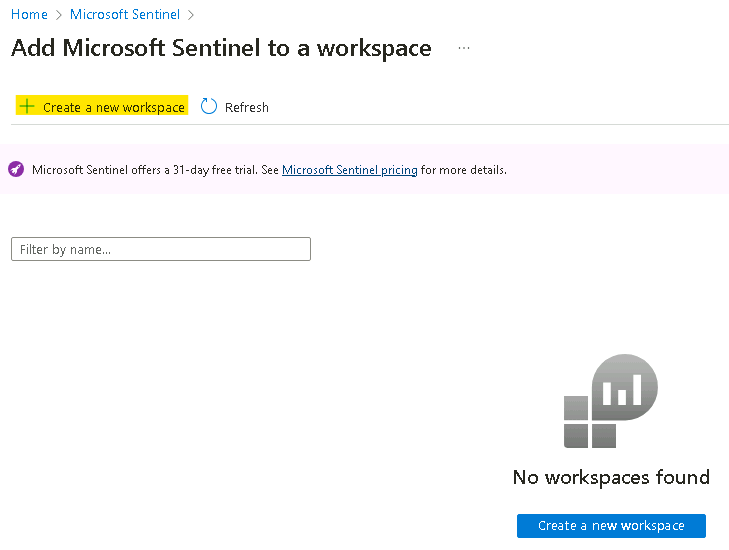 Home > Microsoft Sentinel >
Add Microsoft Sentinel to a workspace ...
+ Create a new workspace Refresh
Microsoft Sentinel offers a 31-day free trial. See Microsoft Sentinel pricing for more details.
Filter by name...
No workspaces found
Create a new workspace